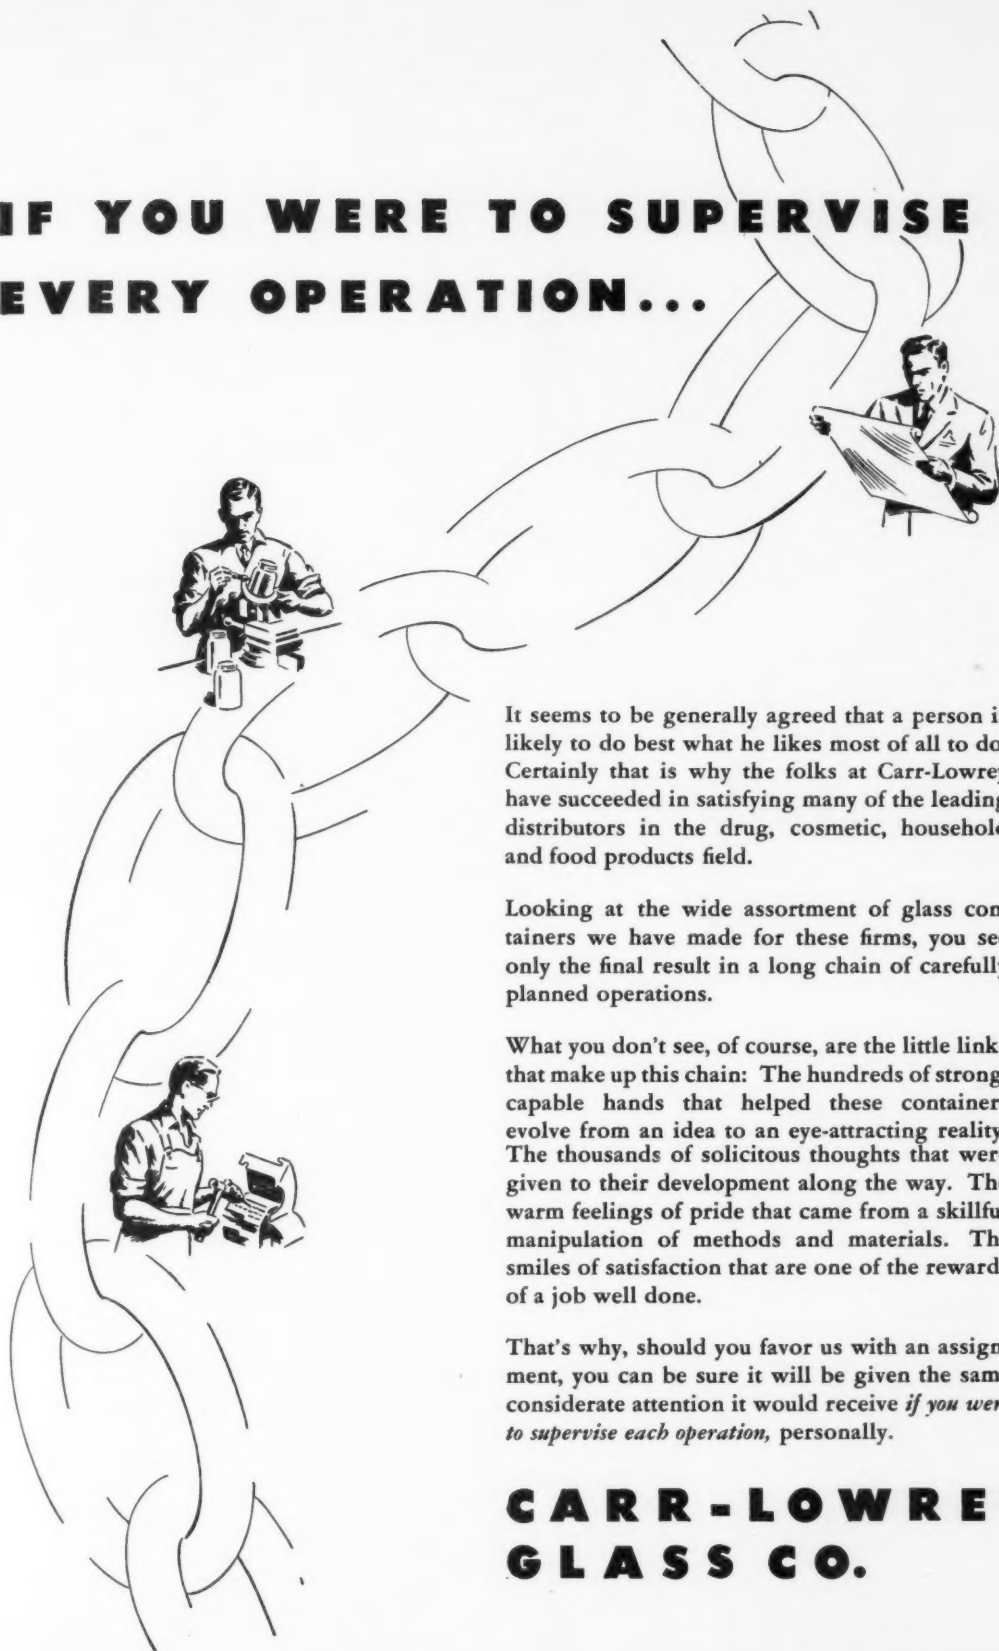 IF YOU WERE TO SUPERVISE
EVERY OPERATION...
It seems to be generally agreed that a person i
likely to do best what he likes most of all to do
Certainly that is why the folks at Carr-Lowre
have succeeded in satisfying many of the leading
distributors in the drug, cosmetic, household
and food products field.
Looking at the wide assortment of glass con
tainers we have made for these firms, you se
only the final result in a long chain of carefully
planned operations.
What you don't see, of course, are the little link
that make up this chain: The hundreds of strong
capable hands that helped these container
evolve from an idea to an eye-attracting reality
The thousands of solicitous thoughts that wer
given to their development along the way. Th
warm feelings of pride that came from a skillfu
manipulation of methods and materials. Th
smiles of satisfaction that are one of the reward
of a job well done.
That's why, should you favor us with an assign
ment, you can be sure it will be given the sam
considerate attention it would receive if you wer
to supervise each operation, personally.
CARR-LOWRE
GLASS CO.